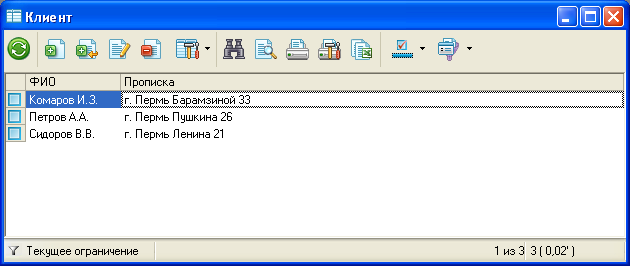 Клиент
ФИО Прописка
Комаров И.З. г. Пермь Барамзиной 33
Петров А.А. г. Пермь Пушкина 26
Сидоров В.В. г. Пермь Ленина 21
Текущее ограничение 1 из 3 3 ( 0,02' )